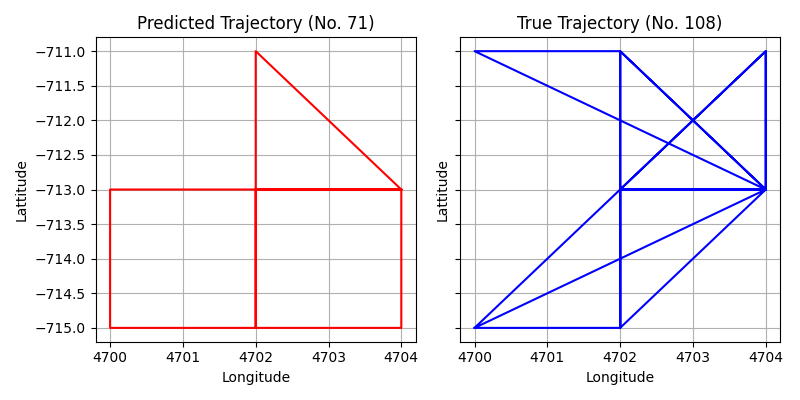 Predicted Trajectory (No. 71)
True Trajectory (No. 108)
−711.0
−711.5
−712.0
−712.5
−713.0
−713.5
−714.0
−714.5
−715.0
Lattitude
Lattitude
4700 4701 4702 4703 4704
4700 4701 4702 4703 4704
Longitude
Longitude